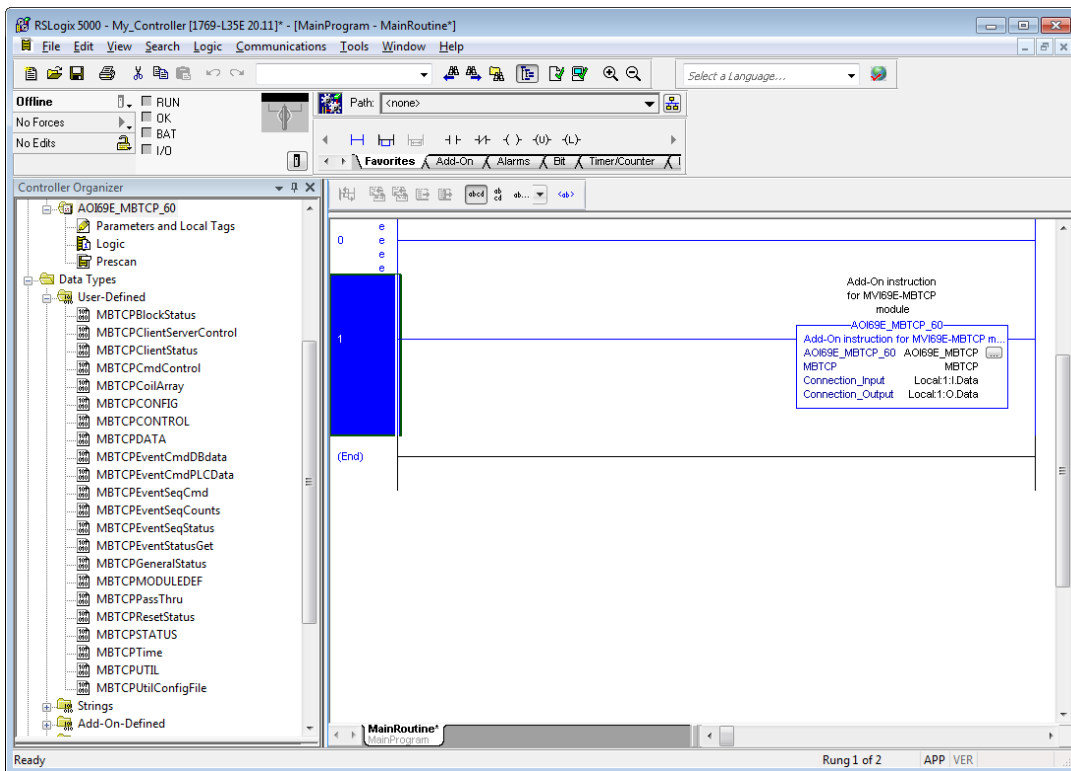 RSLogix 5000 - My_Controller [1769-L35E 20.11]* - [MainProgram - MainRoutine*]
File Edit View Search Logic Communications Tools Window Help
Select a Language...
Offline
RUN
No Forces
OK
No Edits
BAT
I/O
Path: <none>
Favorites Add-On Alarms Bit Timer/Counter
Controller Organizer
AOI69E_MBTCP_60
Parameters and Local Tags
Logic
Prescan
Data Types
User-Defined
MBTCPBlockStatus
MBTCPClientServerControl
MBTCPClientStatus
MBTCPCmdControl
MBTCPCoilArray
MBTCPCONFIG
MBTCPCONTROL
MBTCPDATA
MBTCPEventCmdDBdata
MBTCPEventCmdPLCData
MBTCPEventSeqCmd
MBTCPEventSeqCounts
MBTCPEventSeqStatus
MBTCPEventStatusGet
MBTCPGeneralStatus
MBTCPMODULEDEF
MBTCPPassThru
MBTCPResetStatus
MBTCPSTATUS
MBTCPTime
MBTCPUTIL
MBTCPUtilConfigFile
Strings
Add-On-Defined
abcd ab cd ab... <ab>
e
0 e
e
e
1
Add-On instruction
for MVI69E-MBTCP
module
AOI69E_MBTCP_60
Add-On instruction for MVI69E-MBTCP m...
AOI69E_MBTCP_60 AOI69E_MBTCP ...
MBTCP MBTCP
Connection_Input Local:1:I.Data
Connection_Output Local:1:O.Data
(End)
MainRoutine*
MainProgram
Ready
Rung 1 of 2 APP VER